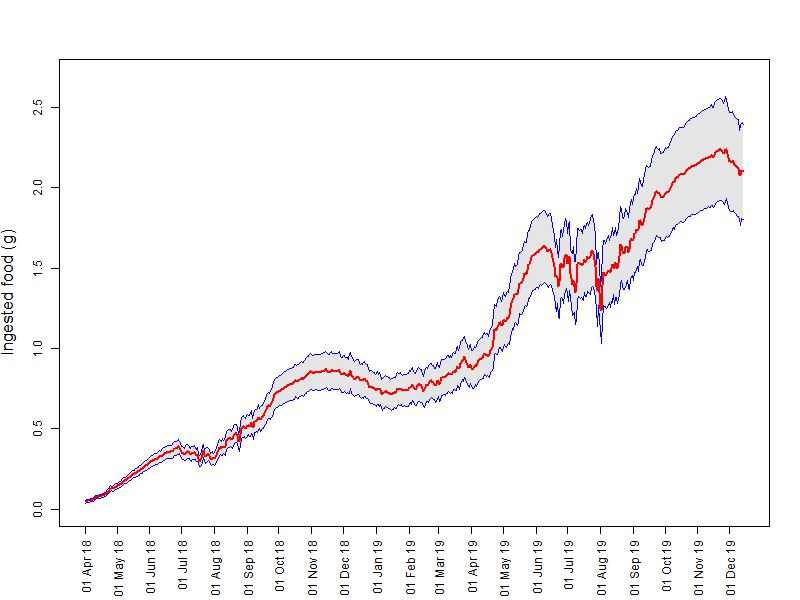 Ingested food (g)
2.5
2.0
1.5
1.0
0.5
0.0
01 Apr 18
01 May 18
01 Jun 18
01 Jul 18
01 Aug 18
01 Sep 18
01 Oct 18
01 Nov 18
01 Dec 18
01 Jan 19
01 Feb 19
01 Mar 19
01 Apr 19
01 May 19
01 Jun 19
01 Jul 19
01 Aug 19
01 Sep 19
01 Oct 19
01 Nov 19
01 Dec 19